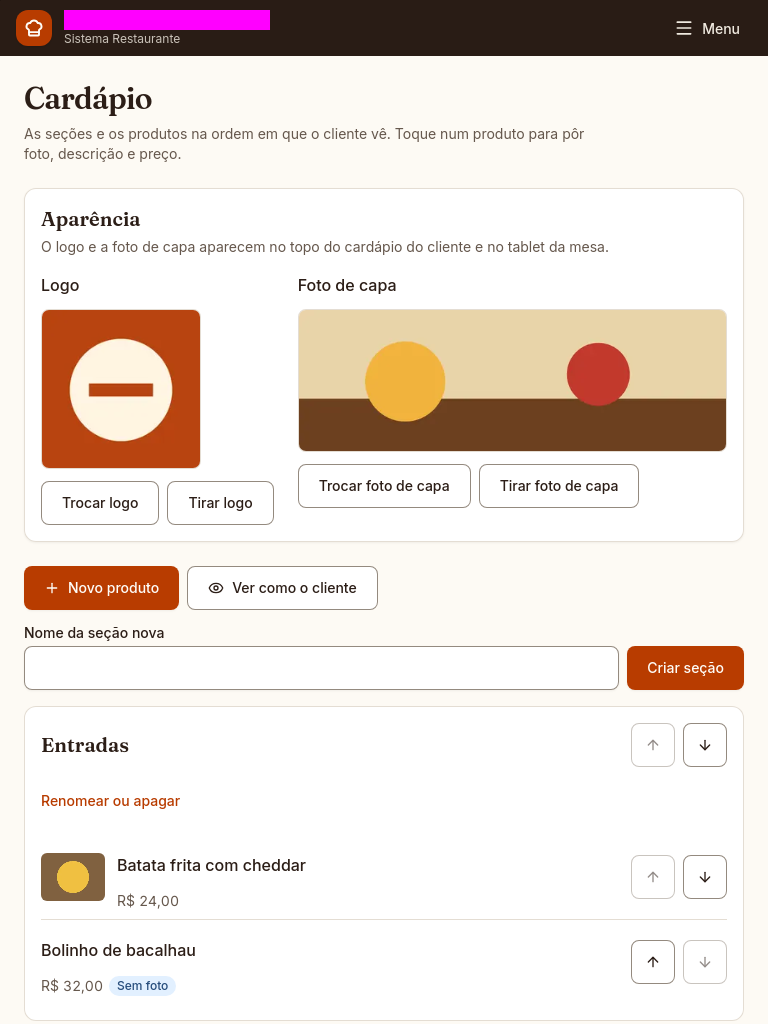 Sistema Restaurante
Menu
Cardápio
As seções e os produtos na ordem em que o cliente vê. Toque num produto para pôr
foto, descrição e preço.
Aparência
O logo e a foto de capa aparecem no topo do cardápio do cliente e no tablet da mesa.
Logo
Foto de capa
Trocar logo
Tirar logo
Trocar foto de capa
Tirar foto de capa
Novo produto
Ver como o cliente
Nome da seção nova
Criar seção
Entradas
Renomear ou apagar
Batata frita com cheddar
R$ 24,00
Bolinho de bacalhau
R$ 32,00 Sem foto